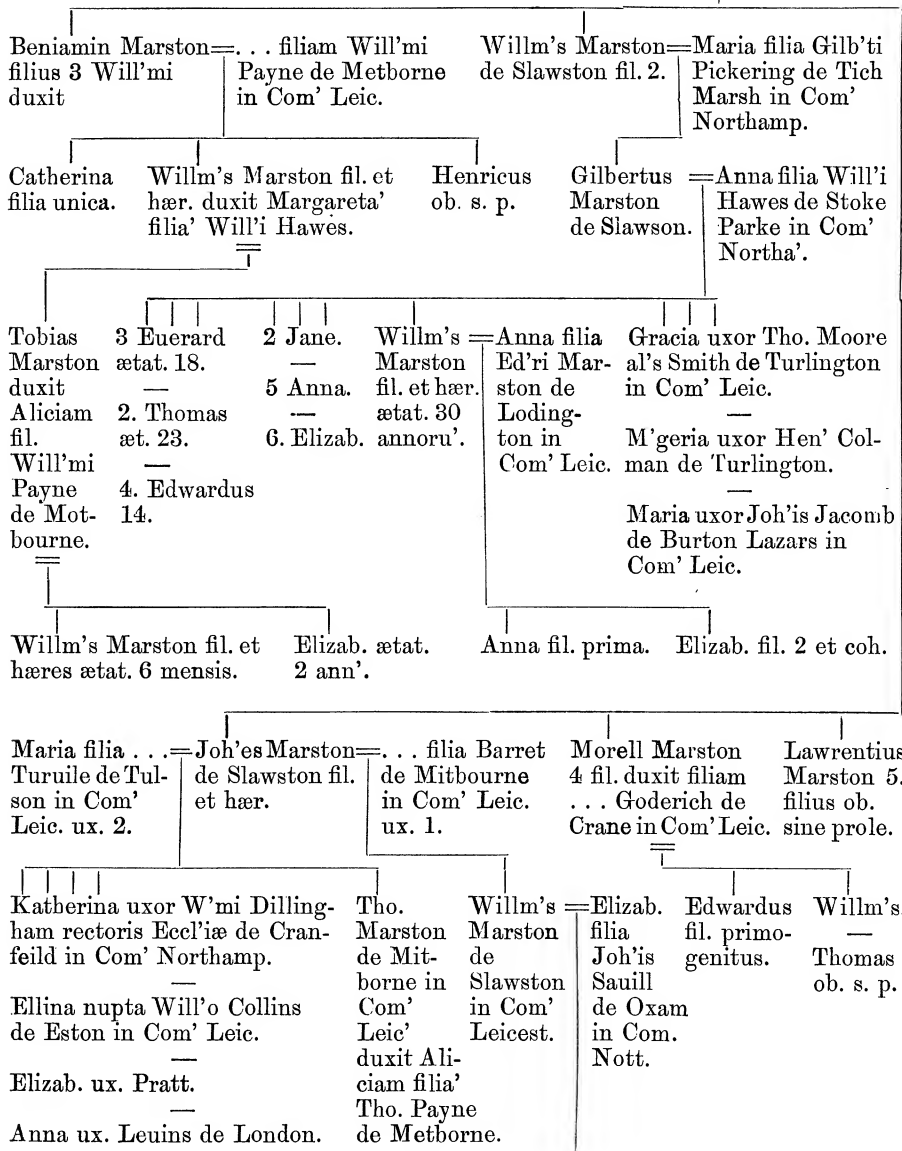 Beniamin Marston=. . . filiam Will'mi
filius 3 Will'mi Payne de Metborne
duxit in Com' Leic.
Willm's Marston=Maria filia Gilb'ti
de Slawston fil. 2. Pickering de Tich
Marsh in Com'
Northamp.
Catherina
filia unica.
Willm's Marston fil. et
hær. duxit Margareta'
filia' Will'i Hawes.
Henricus
ob. s. p.
Gilbertus =Anna filia Will'i
Marston Hawes de Stoke
de Slawson. Parke in Com'
Northa'.
Tobias
Marston
duxit
Aliciam
fil.
Will'mi
Payne
de Mot-
bourne.
3 Euerard
ætat. 18.
—
2. Thomas
æt. 23.
—
4. Edwardus
14.
2 Jane.
—
5 Anna.
—
6. Elizab.
Willm's =Anna filia
Marston Ed'ri Mar-
fil. et hær. ston de
ætat. 30 Loding-
annoru'. ton in
Com' Leic.
Gracia uxor Tho. Moore
al's Smith de Turlington
in Com' Leic.
—
M'geria uxor Hen' Col-
man de Turlington.
—
Maria uxor Joh'is Jacomb
de Burton Lazars in
Com' Leic.
Willm's Marston fil. et
hæres ætat. 6 mensis.
Elizab. ætat.
2 ann'.
Anna fil. prima.
Elizab. fil. 2 et coh.
Maria filia . . .=Joh'es Marston=. . . filia Barret
Turuile de Tul- de Slawston fil. de Mitbourne
son in Com' et hær. in Com' Leic.
Leic. ux. 2. ux. 1.
Morell Marston
4 fil. duxit filiam
. . . Goderich de
Crane in Com' Leic.
Lawrentius
Marston 5.
filius ob.
sine prole.
Katherina uxor W'mi Dilling-
ham rectoris Eccl'iæ de Cran-
feild in Com' Northamp.
—
Ellina nupta Will'o Collins
de Eston in Com' Leic.
—
Elizab. ux. Pratt.
—
Anna ux. Leuins de London.
Tho.
Marston
de Mit-
borne in
Com'
Leic'
duxit Ali-
ciam filia'
Tho. Payne
de Metborne.
Willm's =Elizab.
Marston filia
de Joh'is
Slawston Sauill
in Com' de Oxam
Leicest. in Com.
Nott.
Edwardus
fil. primo-
genitus.
Willm's
—
Thomas
ob. s. p.